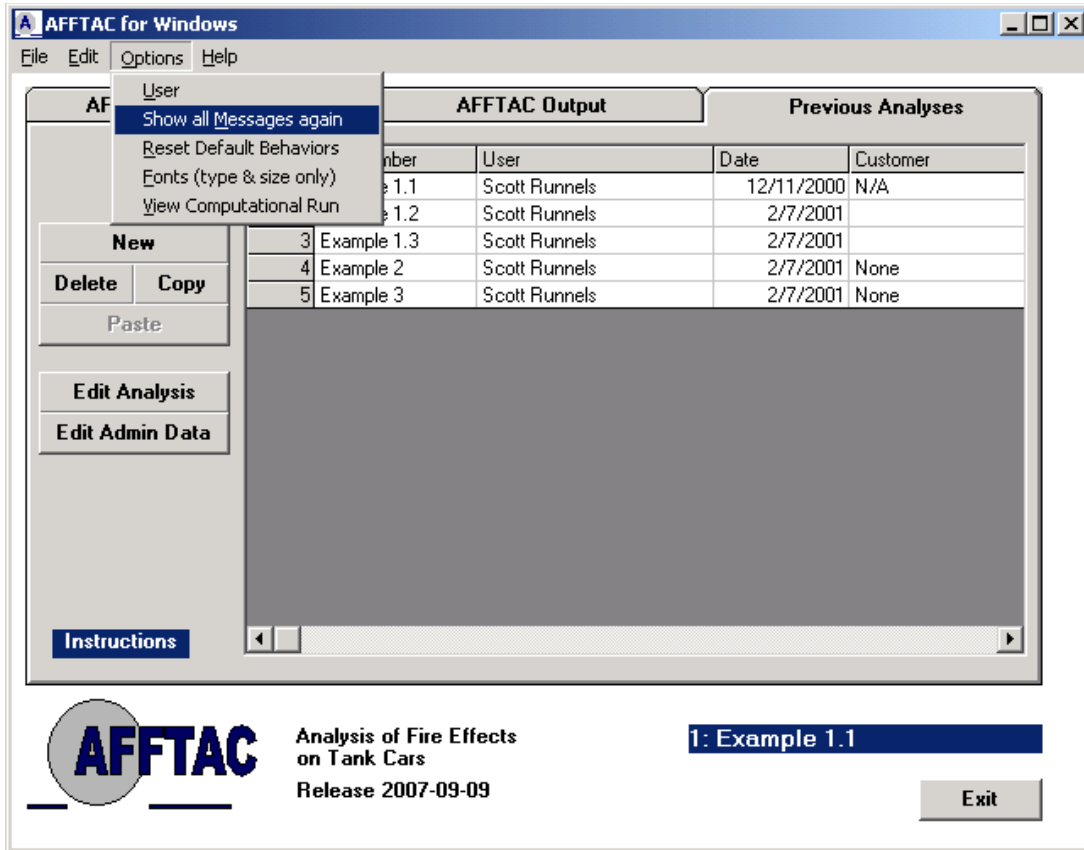 AFFTAC for Windows
File Edit Options Help
User
Show all Messages again
Reset Default Behaviors
Fonts (type & size only)
View Computational Run
AF
AFFTAC Output
Previous Analyses
User Date Customer
1.1 Scott Runnels 12/11/2000 N/A
1.2 Scott Runnels 2/7/2001
3 Example 1.3 Scott Runnels 2/7/2001
4 Example 2 Scott Runnels 2/7/2001 None
5 Example 3 Scott Runnels 2/7/2001 None
New
Delete Copy
Paste
Edit Analysis
Edit Admin Data
Instructions
AFFTAC
Analysis of Fire Effects
on Tank Cars
Release 2007-09-09
1: Example 1.1
Exit